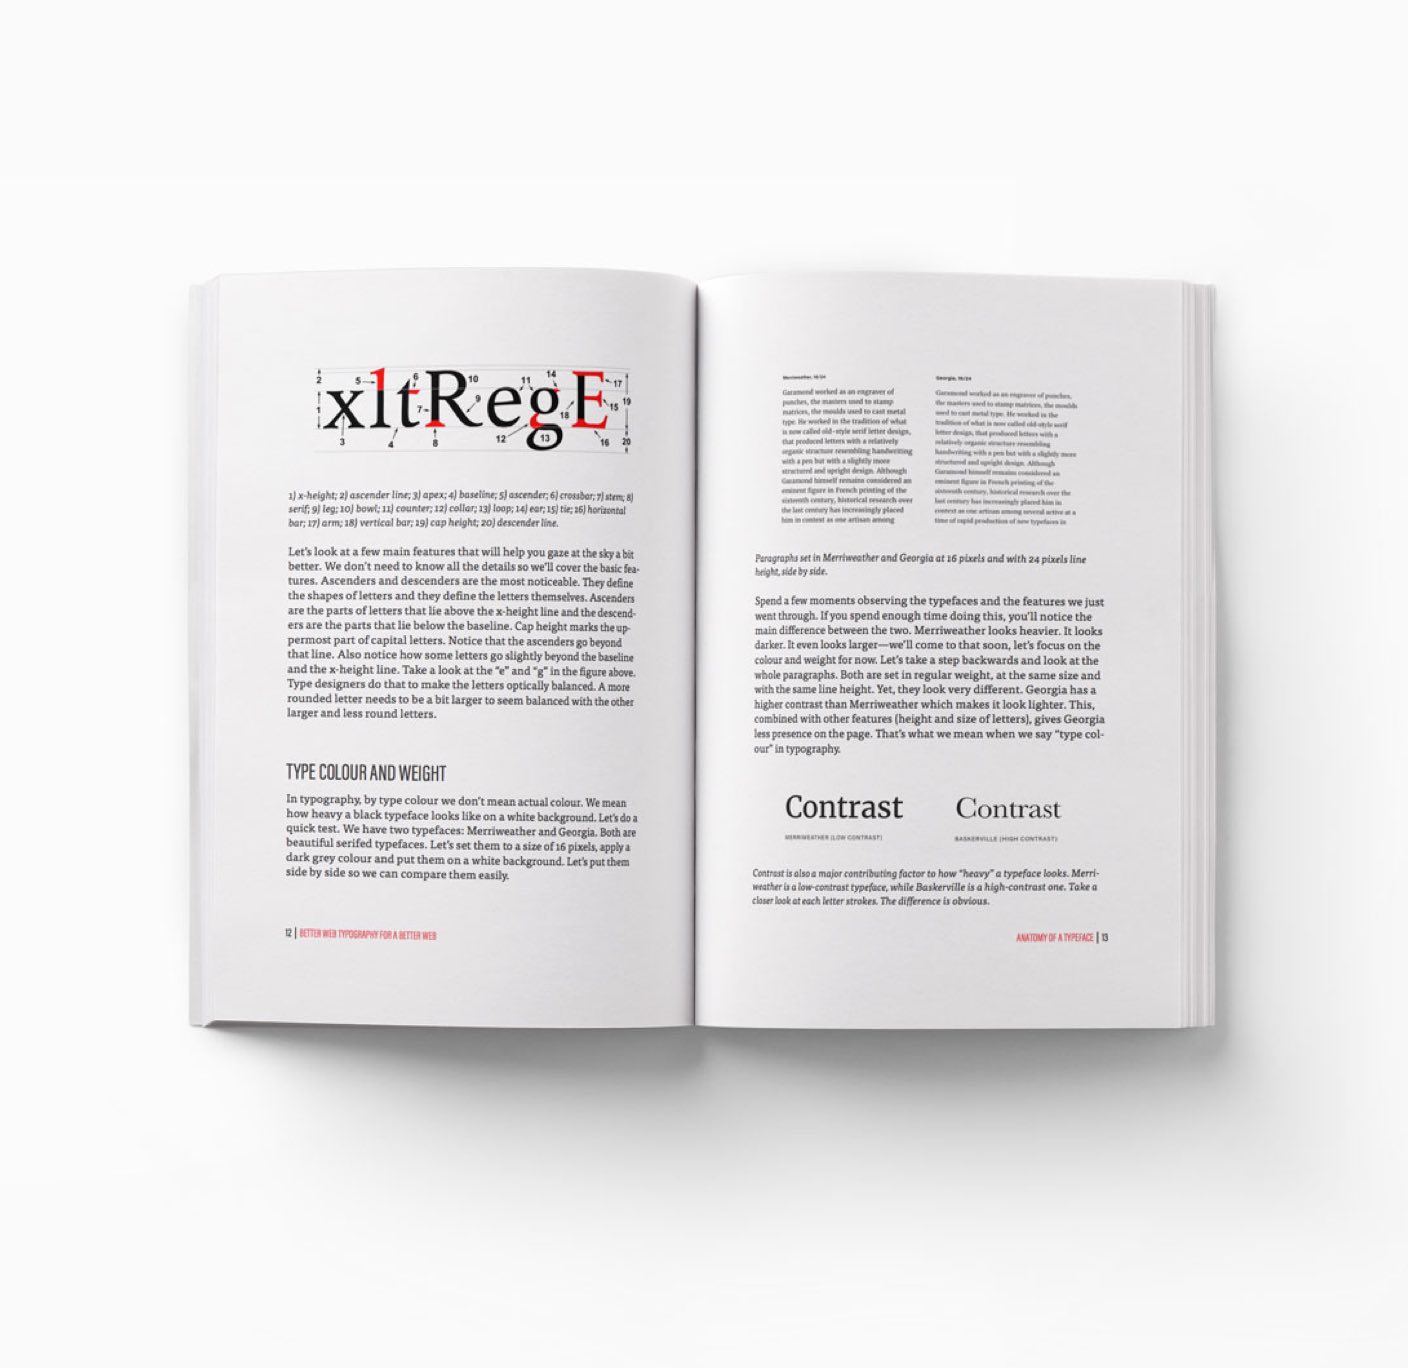 xltRegE
2
5
6
10
11
14
17
1
7
9
18
15
19
3
4
8
12
13
16
20
1) x-height; 2) ascender line; 3) apex; 4) baseline; 5) ascender; 6) crossbar; 7) stem; 8)
serif; 9) leg; 10) bowl; 11) counter; 12) collar; 13) loop; 14) ear; 15) tie; 16) horizontal
bar; 17) arm; 18) vertical bar; 19) cap height; 20) descender line.
Let's look at a few main features that will help you gaze at the sky a bit
better. We don't need to know all the details so we'll cover the basic fea-
tures. Ascenders and descenders are the most noticeable. They define
the shapes of letters and they define the letters themselves. Ascenders
are the parts of letters that lie above the x-height line and the descend-
ers are the parts that lie below the baseline. Cap height marks the up-
permost part of capital letters. Notice that the ascenders go beyond
that line. Also notice how some letters go slightly beyond the baseline
and the x-height line. Take a look at the “e” and “g” in the figure above.
Type designers do that to make the letters optically balanced. A more
rounded letter needs to be a bit larger to seem balanced with the other
larger and less round letters.
TYPE COLOUR AND WEIGHT
In typography, by type colour we don't mean actual colour. We mean
how heavy a black typeface looks like on a white background. Let's do a
quick test. We have two typefaces: Merriweather and Georgia. Both are
beautiful serifed typefaces. Let's set them to a size of 16 pixels, apply a
dark grey colour and put them on a white background. Let's put them
side by side so we can compare them easily.
12 | BETTER WEB TYPOGRAPHY FOR A BETTER WEB
Merriweather, 16/24
Garamond worked as an engraver of
punches, the masters used to stamp
matrices, the moulds used to cast metal
type. He worked in the tradition of what
is now called old-style serif letter design,
that produced letters with a relatively
organic structure resembling handwriting
with a pen but with a slightly more
structured and upright design. Although
Garamond himself remains considered an
eminent figure in French printing of the
sixteenth century, historical research over
the last century has increasingly placed
him in context as one artisan among
Georgia, 16/24
Garamond worked as an engraver of punches,
the masters used to stamp matrices, the moulds
used to cast metal type. He worked in the
tradition of what is now called old-style serif
letter design, that produced letters with a
relatively organic structure resembling
handwriting with a pen but with a slightly more
structured and upright design. Although
Garamond himself remains considered an
eminent figure in French printing of the
sixteenth century, historical research over the
last century has increasingly placed him in
context as one artisan among several active at a
time of rapid production of new typefaces in
Paragraphs set in Merriweather and Georgia at 16 pixels and with 24 pixels line
height, side by side.
Spend a few moments observing the typefaces and the features we just
went through. If you spend enough time doing this, you'll notice the
main difference between the two. Merriweather looks heavier. It looks
darker. It even looks larger—we'll come to that soon, let's focus on the
colour and weight for now. Let's take a step backwards and look at the
whole paragraphs. Both are set in regular weight, at the same size and
with the same line height. Yet, they look very different. Georgia has a
higher contrast than Merriweather which makes it look lighter. This,
combined with other features (height and size of letters), gives Georgia
less presence on the page. That's what we mean when we say “type col-
our” in typography.
Contrast Contrast
MERRIWEATHER (LOW CONTRAST) BASKERVILLE (HIGH CONTRAST)
Contrast is also a major contributing factor to how “heavy” a typeface looks. Merri-
weather is a low-contrast typeface, while Baskerville is a high-contrast one. Take a
closer look at each letter strokes. The difference is obvious.
ANATOMY OF A TYPEFACE | 13